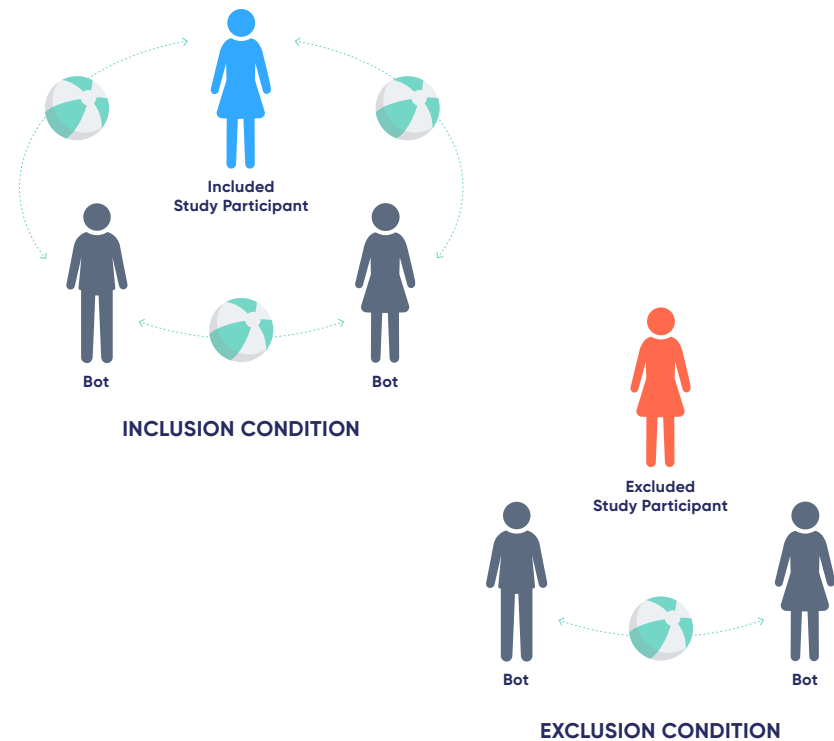 Included
Study Participant
Bot
Bot
INCLUSION CONDITION
Excluded
Study Participant
Bot
Bot
EXCLUSION CONDITION